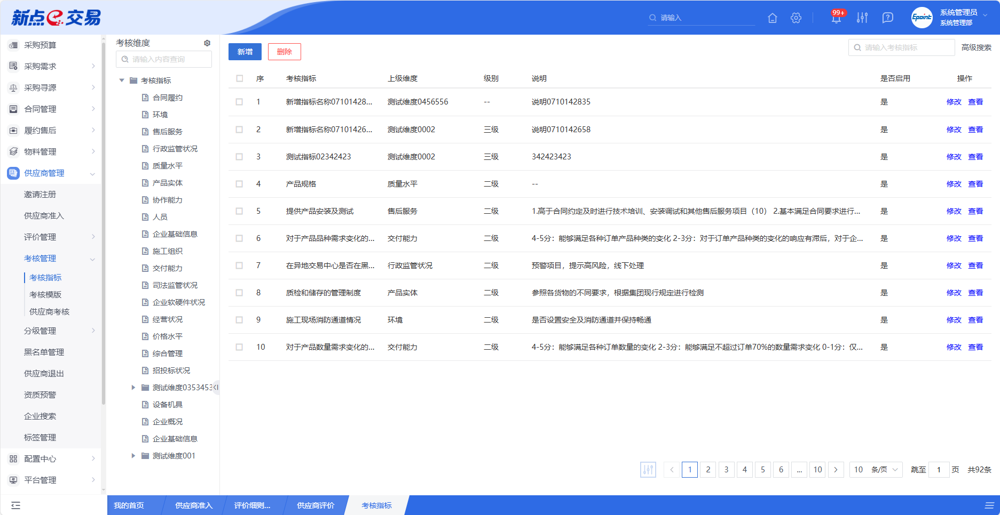 新点e交易
请输入
99+
Epoint
系统管理员
系统管理部
采购预算
采购需求
采购寻源
合同管理
履约售后
物料管理
供应商管理
邀请注册
供应商准入
评价管理
考核管理
考核指标
考核模版
供应商考核
分级管理
黑名单管理
供应商退出
资质预警
企业搜索
标签管理
配置中心
平台管理
考核维度
请输入内容查询
考核指标
合同履约
环境
售后服务
行政监管状况
质量水平
产品实体
协作能力
人员
企业基础信息
施工组织
交付能力
司法监管状况
企业软硬件状况
经营状况
价格水平
综合管理
招投标状况
测试维度0353453
设备机具
企业概况
企业基础信息
测试维度001
新增 删除
请输入考核指标 高级搜索
序 考核指标 上级维度 级别 说明 是否启用 操作
1 新增指标名称07101428... 测试维度0456556 -- 说明0710142835 是 修改 查看
2 新增指标名称07101426... 测试维度0002 三级 说明0710142658 是 修改 查看
3 测试指标02342423 测试维度0002 三级 342423423 是 修改 查看
4 产品规格 质量水平 二级 -- 是 修改 查看
5 提供产品安装及测试 售后服务 二级 1.高于合同约定及时进行技术培训、安装调试和其他售后服务项目（10） 2.基本满足合同要求进行... 是 修改 查看
6 对于产品品种需求变化的... 交付能力 二级 4-5分：能够满足各种订单产品种类的变化 2-3分：对于订单产品种类的变化的响应有滞后，对于企... 是 修改 查看
7 在异地交易中心是否在黑... 行政监管状况 二级 预警项目，提示高风险，线下处理 是 修改 查看
8 质检和储存的管理制度 产品实体 二级 参照各货物的不同要求，根据集团现行规定进行检测 是 修改 查看
9 施工现场消防通道情况 环境 二级 是否设置安全及消防通道并保持畅通 是 修改 查看
10 对于产品数量需求变化的... 交付能力 二级 4-5分：能够满足各种订单数量的变化 2-3分：能够满足不超过订单70%的数量需求变化 0-1分：仅... 是 修改 查看
1 2 3 4 5 6 ... 10 10 条/页 跳至 1 页 共92条
我的首页 供应商准入 评价细则... 供应商评价 考核指标